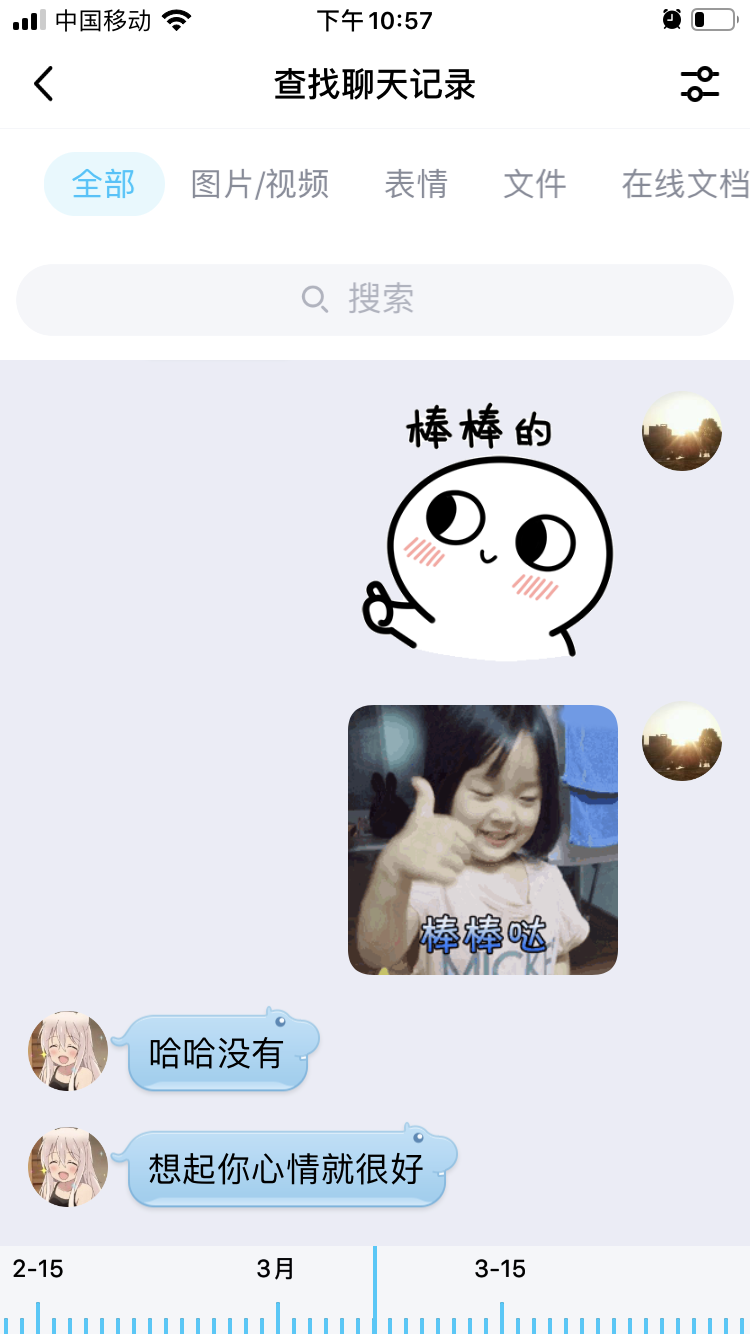 中国移动 下午10:57
查找聊天记录
全部 图片/视频 表情 文件 在线文档
搜索
棒棒的
棒棒哒
MICK
哈哈没有
想起你心情就很好
2-15 3月 3-15